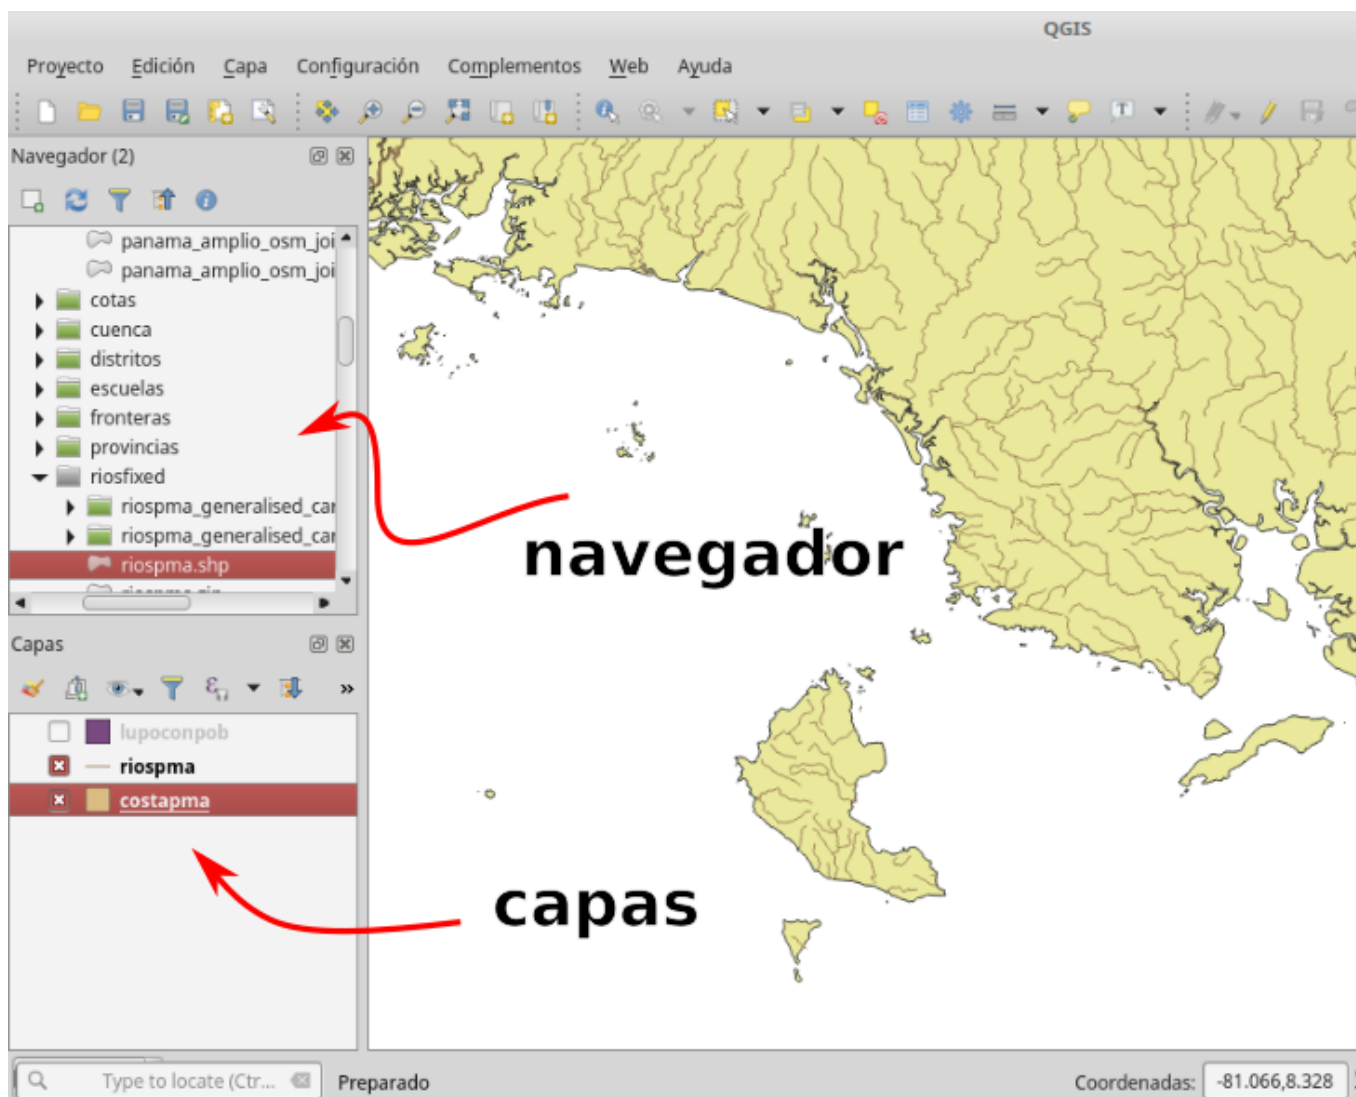 QGIS
Proyecto Edición Capa Configuración Complementos Web Ayuda
Navegador (2)
panama_amplio_osm_joi
panama_amplio_osm_joi
cotas
cuenca
distritos
escuelas
fronteras
provincias
riosfixed
riospma_generalised_car
riospma_generalised_car
riospma.shp
navegador
Capas
lupoconpob
riospma
costapma
capas
Type to locate (Ctr...
Preparado
Coordenadas: -81.066,8.328